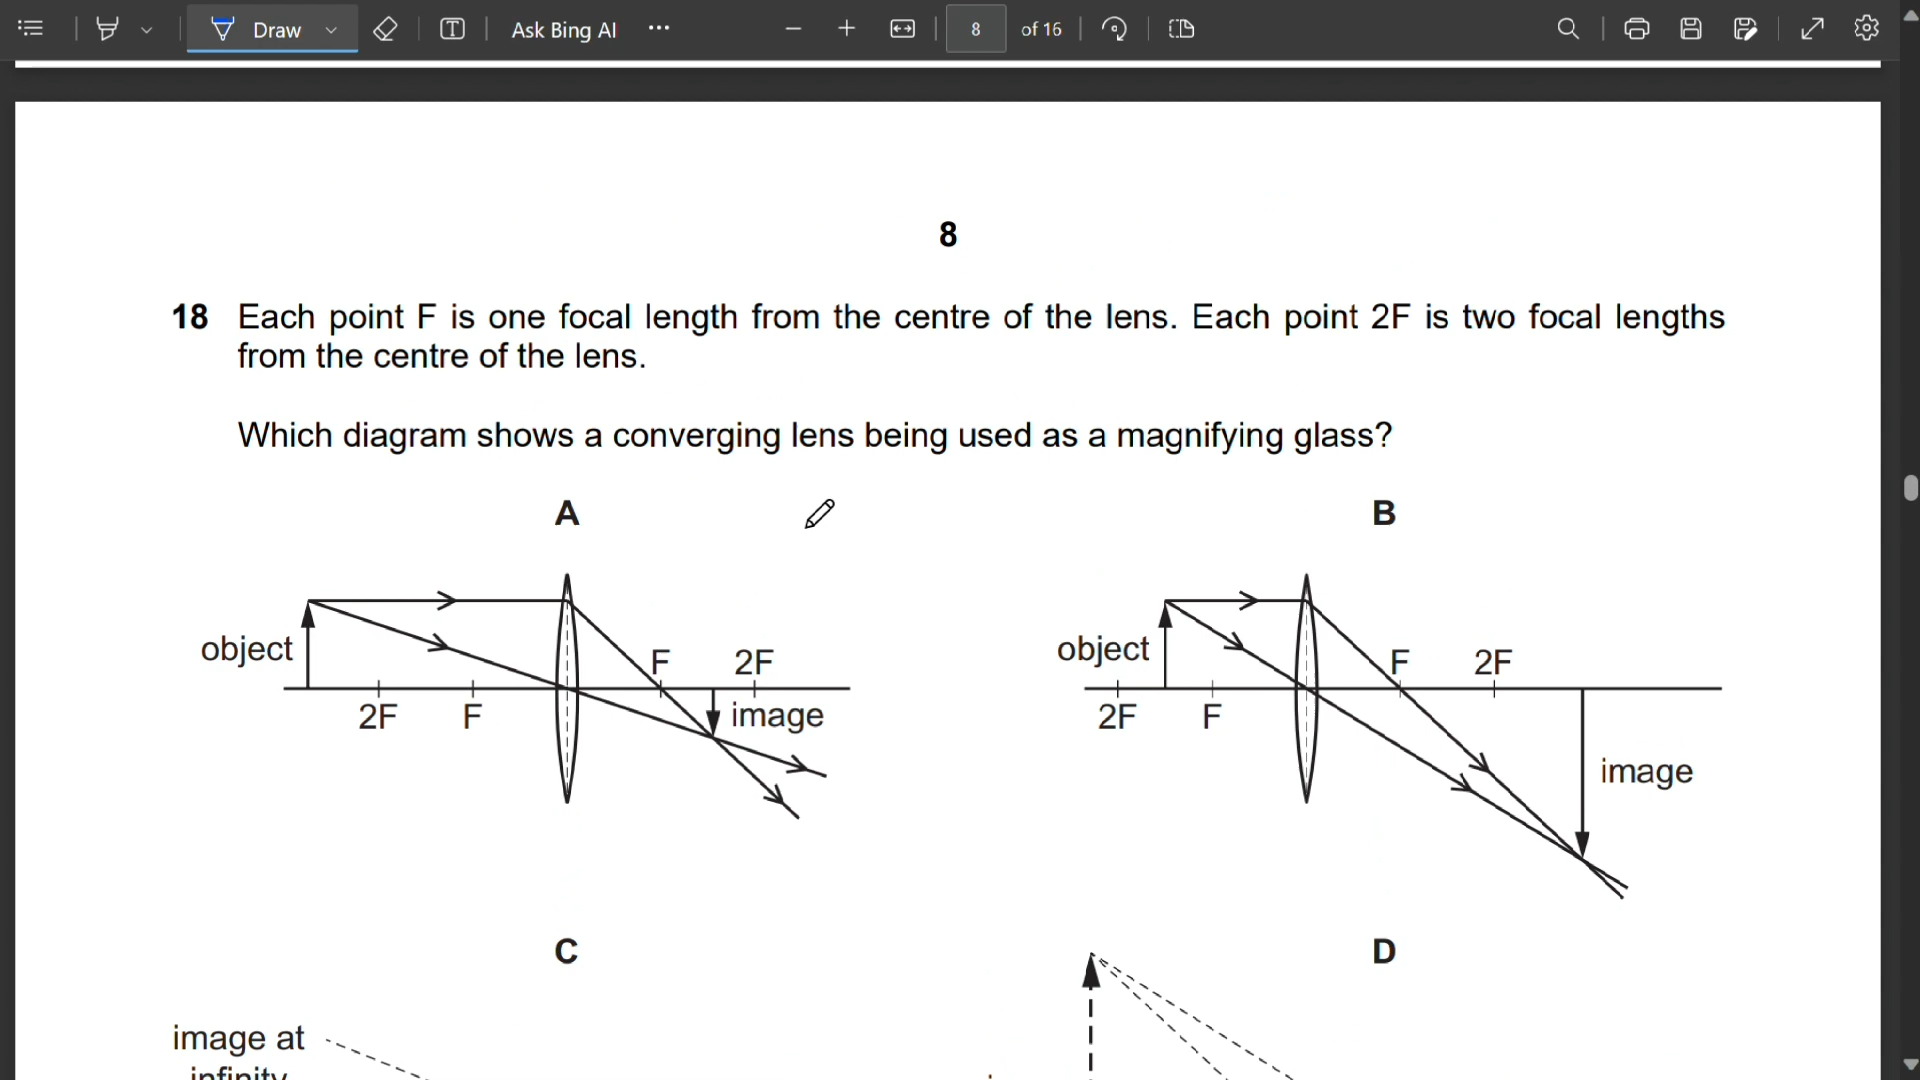 Draw
Ask Bing AI
8 of 16
8
18 Each point F is one focal length from the centre of the lens. Each point 2F is two focal lengths
from the centre of the lens.
Which diagram shows a converging lens being used as a magnifying glass?
A
B
object
F
2F
2F
F
image
object
F
2F
2F
F
image
C
D
image at
infinity